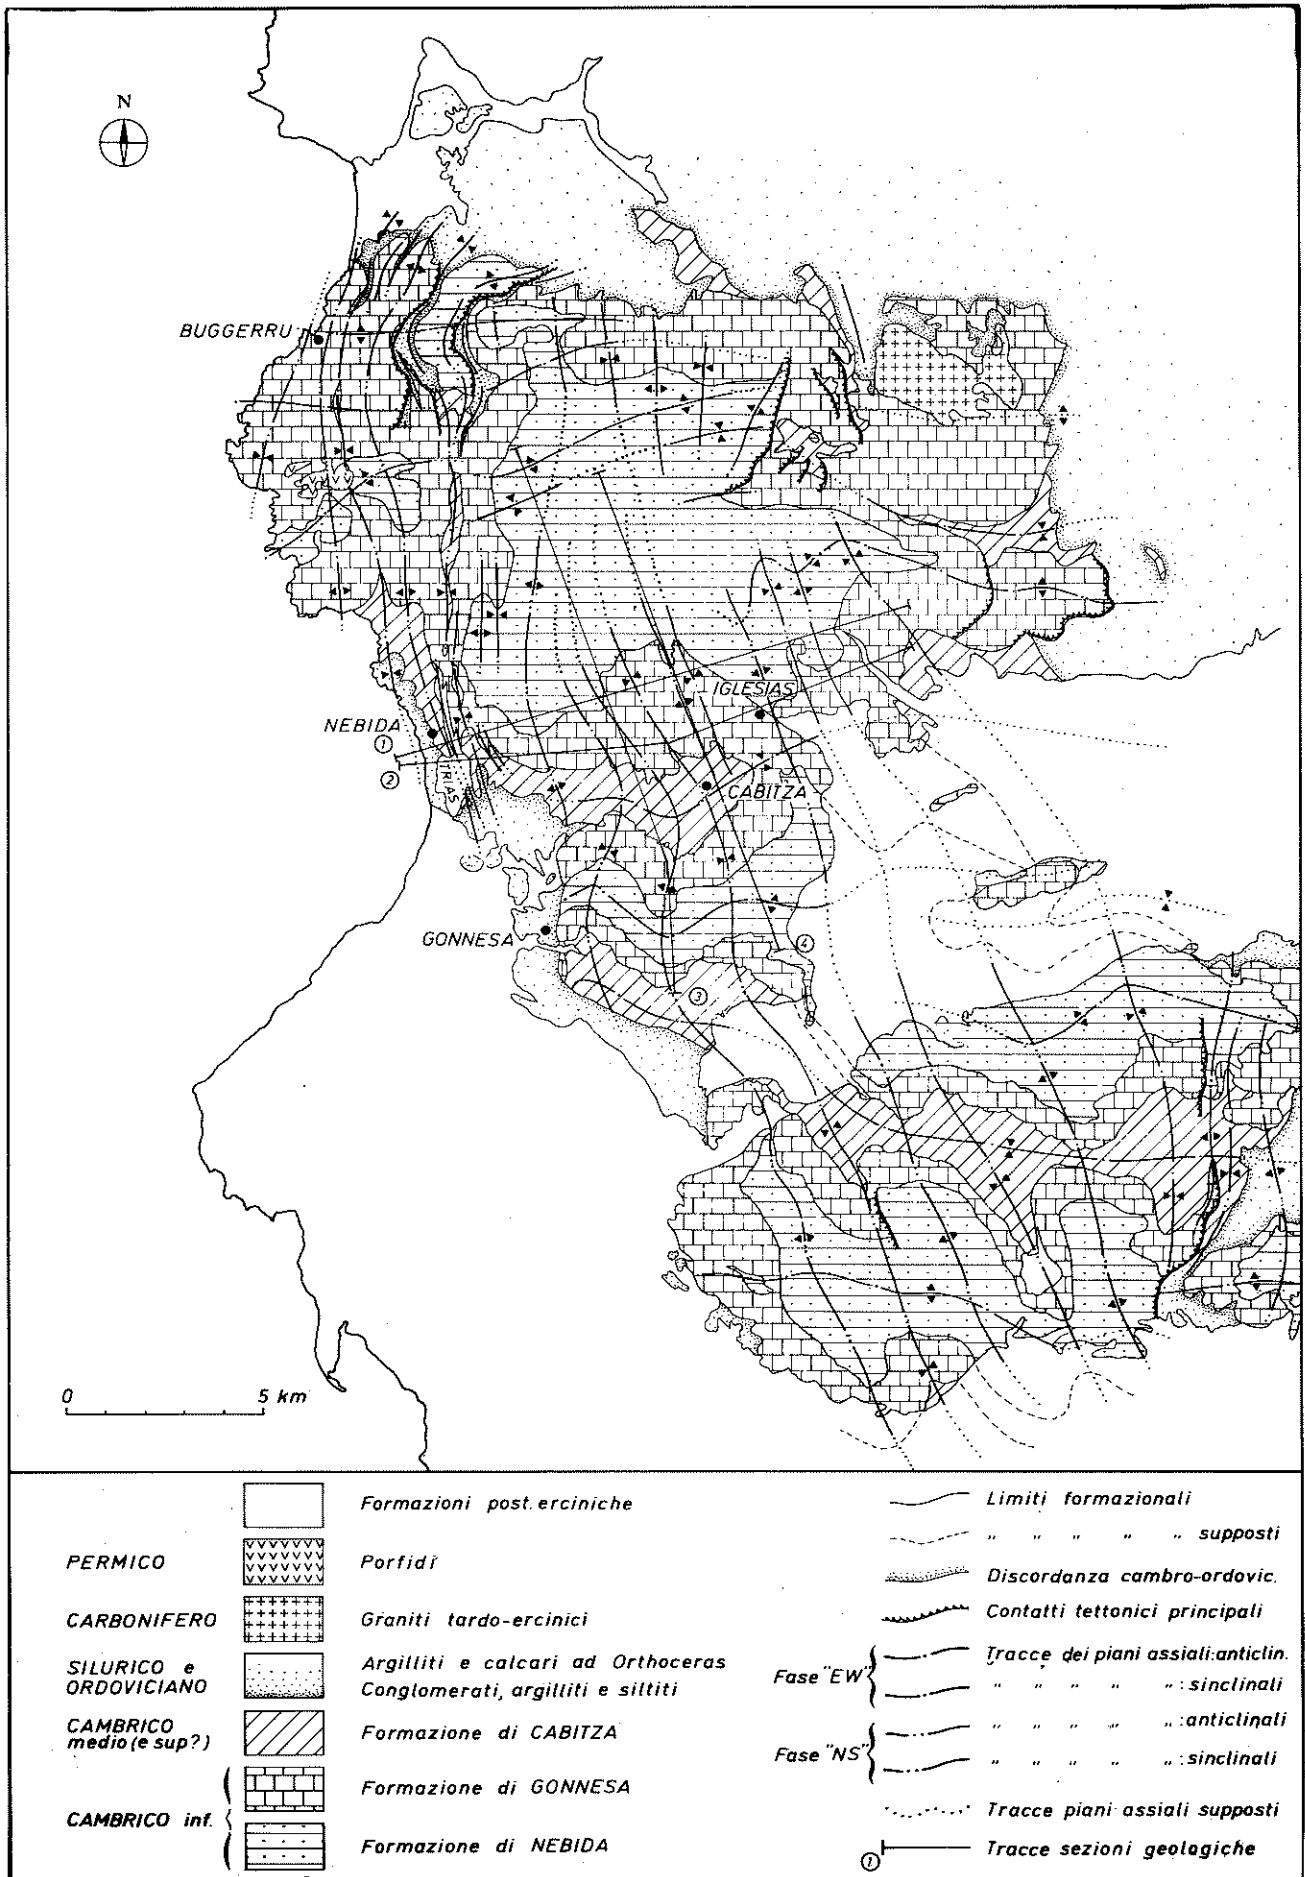 N
BUGGERRU
IGLESIAS
NEBIDA
1
2
TRIAS
CABITZA
GONNESA
4
3
0 5 km
Formazioni post. erciniche
PERMICO Porfidi
CARBONIFERO Graniti tardo-ercinici
SILURICO e ORDOVICIANO Argilliti e calcari ad Orthoceras
Conglomerati, argilliti e siltiti
CAMBRICO medio (e sup?) Formazione di CABITZA
CAMBRICO inf. Formazione di GONNESA
Formazione di NEBIDA
Limiti formazionali
" " " " " supposti
Discordanza cambro-ordovic.
Contatti tettonici principali
Fase "EW" Tracce dei piani assiali: anticlin.
" " " " " : sinclinali
Fase "NS" " " " " " : anticlinali
" " " " " : sinclinali
Tracce piani assiali supposti
1 Tracce sezioni geologiche